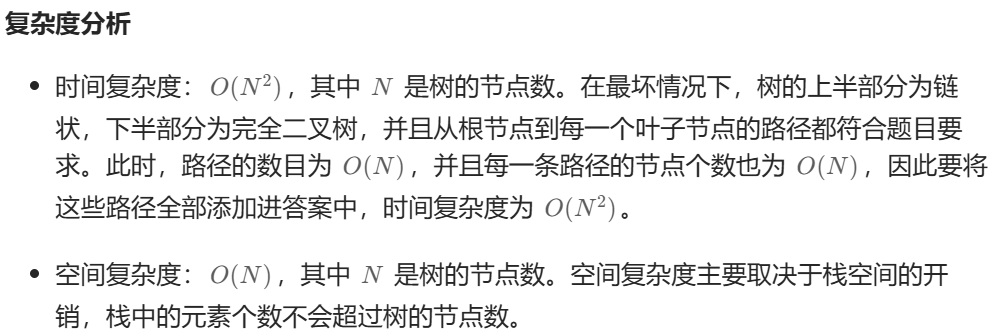 复杂度分析
• 时间复杂度：O(N²)，其中 N 是树的节点数。在最坏情况下，树的上半部分为链
状，下半部分为完全二叉树，并且从根节点到每一个叶子节点的路径都符合题目要
求。此时，路径的数目为 O(N)，并且每一条路径的节点个数也为 O(N)，因此要将
这些路径全部添加进答案中，时间复杂度为 O(N²)。
• 空间复杂度：O(N)，其中 N 是树的节点数。空间复杂度主要取决于栈空间的开
销，栈中的元素个数不会超过树的节点数。